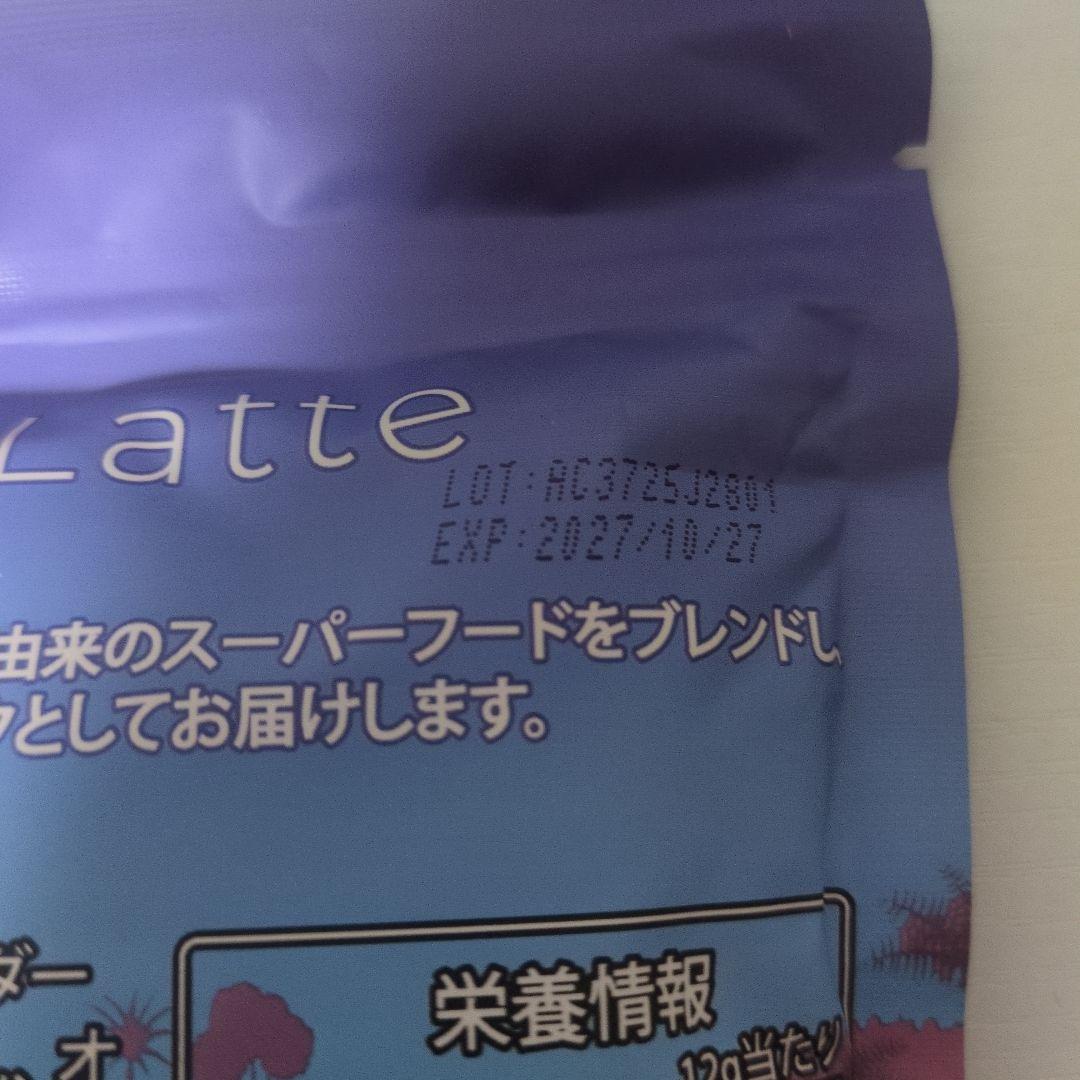 Latte
LOT:AC3725J2801
EXP:2027/10/27
由来のスーパーフードをブレンドし、
クとしてお届けします。
ダー
オ
栄養情報
12g当たり